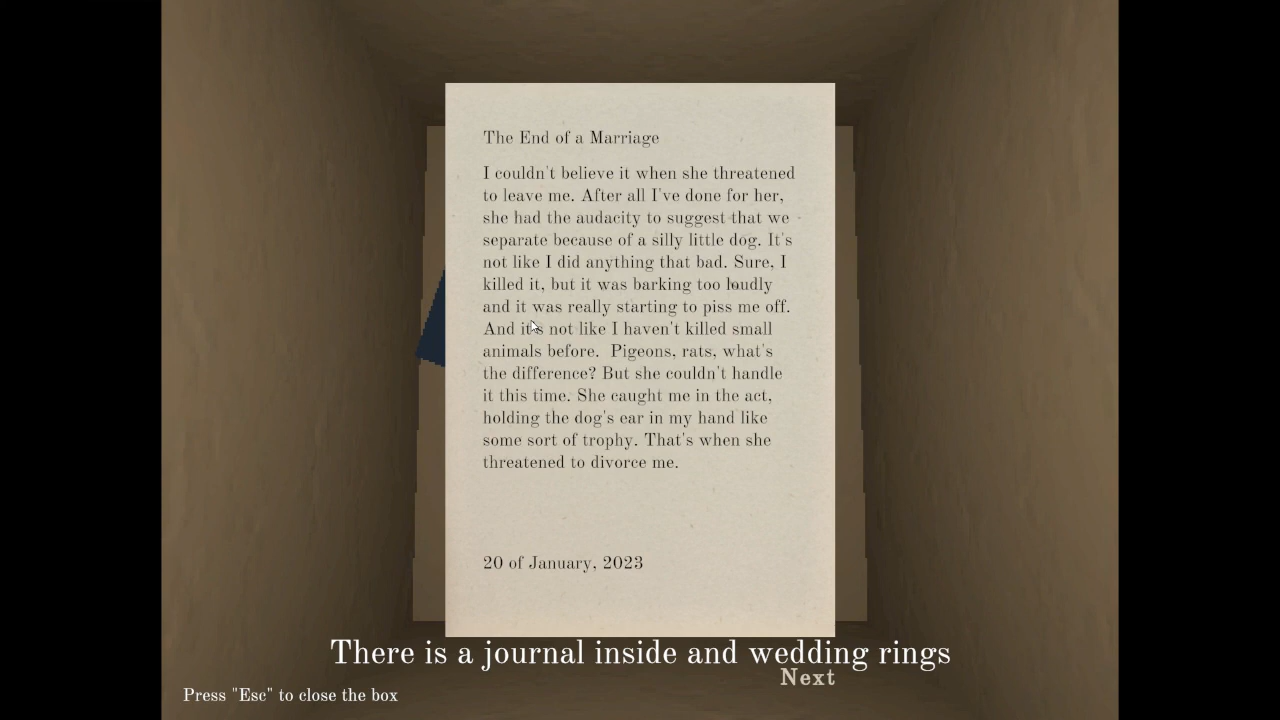 The End of a Marriage
I couldn't believe it when she threatened
to leave me. After all I've done for her,
she had the audacity to suggest that we
separate because of a silly little dog. It's
not like I did anything that bad. Sure, I
killed it, but it was barking too loudly
and it was really starting to piss me off.
And it's not like I haven't killed small
animals before.  Pigeons, rats, what's
the difference? But she couldn't handle
it this time. She caught me in the act,
holding the dog's ear in my hand like
some sort of trophy. That's when she
threatened to divorce me.
20 of January, 2023
There is a journal inside and wedding rings
Next
Press "Esc" to close the box